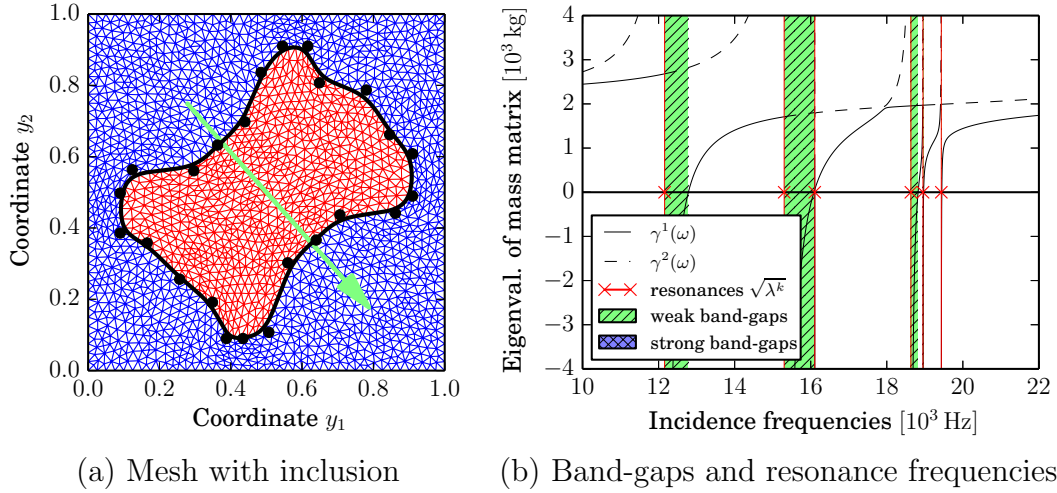 1.0
0.8
0.6
0.4
0.2
0.0
Coordinate y₂
0.0 0.2 0.4 0.6 0.8 1.0
Coordinate y₁
(a) Mesh with inclusion
Eigenval. of mass matrix [10³ kg]
4
3
2
1
0
−1
−2
−3
−4
γ¹(ω)
γ²(ω)
resonances √λᵏ
weak band-gaps
strong band-gaps
10 12 14 16 18 20 22
Incidence frequencies [10³ Hz]
(b) Band-gaps and resonance frequencies